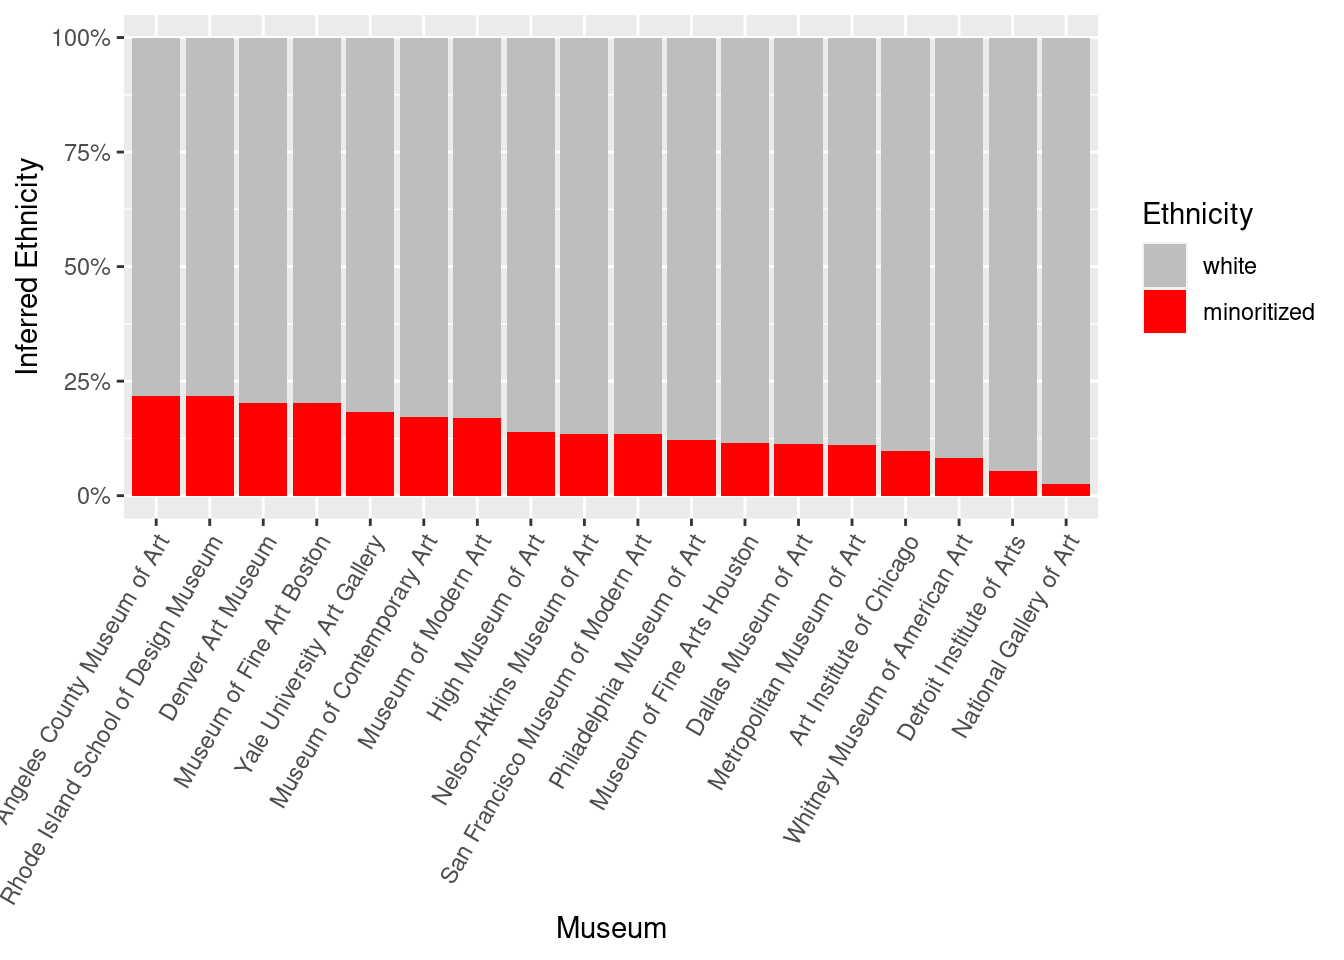 100%
75%
50%
25%
0%
Inferred Ethnicity
Ethnicity
white
minoritized
Angeles County Museum of Art
Rhode Island School of Design Museum
Denver Art Museum
Museum of Fine Art Boston
Yale University Art Gallery
Museum of Contemporary Art
Museum of Modern Art
High Museum of Art
Nelson-Atkins Museum of Art
San Francisco Museum of Modern Art
Philadelphia Museum of Art
Museum of Fine Arts Houston
Dallas Museum of Art
Metropolitan Museum of Art
Art Institute of Chicago
Whitney Museum of American Art
Detroit Institute of Arts
National Gallery of Art
Museum